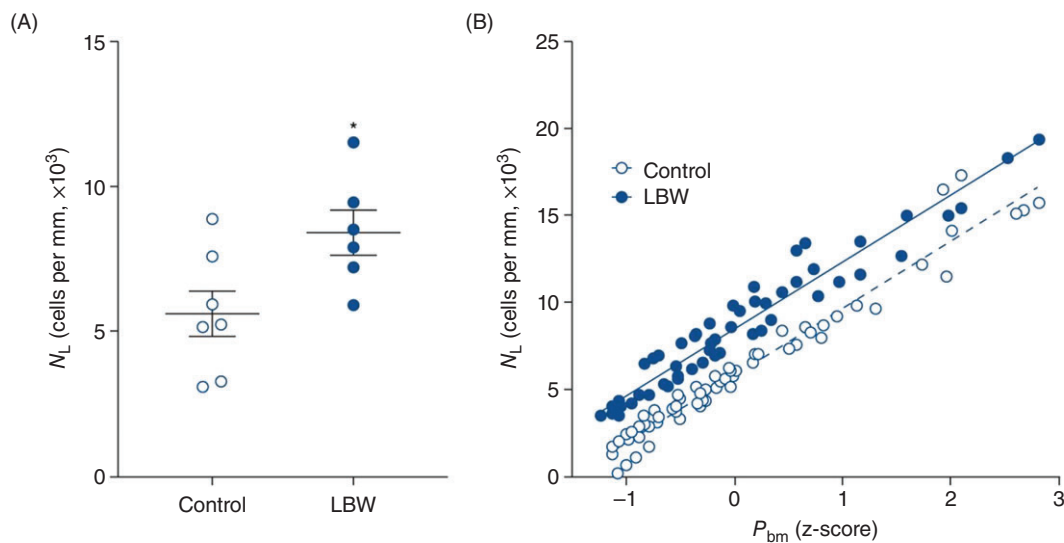 (A)
15
10
5
0
N_L (cells per mm, ×10³)
*
Control
LBW
(B)
25
20
15
10
5
0
N_L (cells per mm, ×10³)
Control
LBW
−1
0
1
2
3
P_bm (z-score)